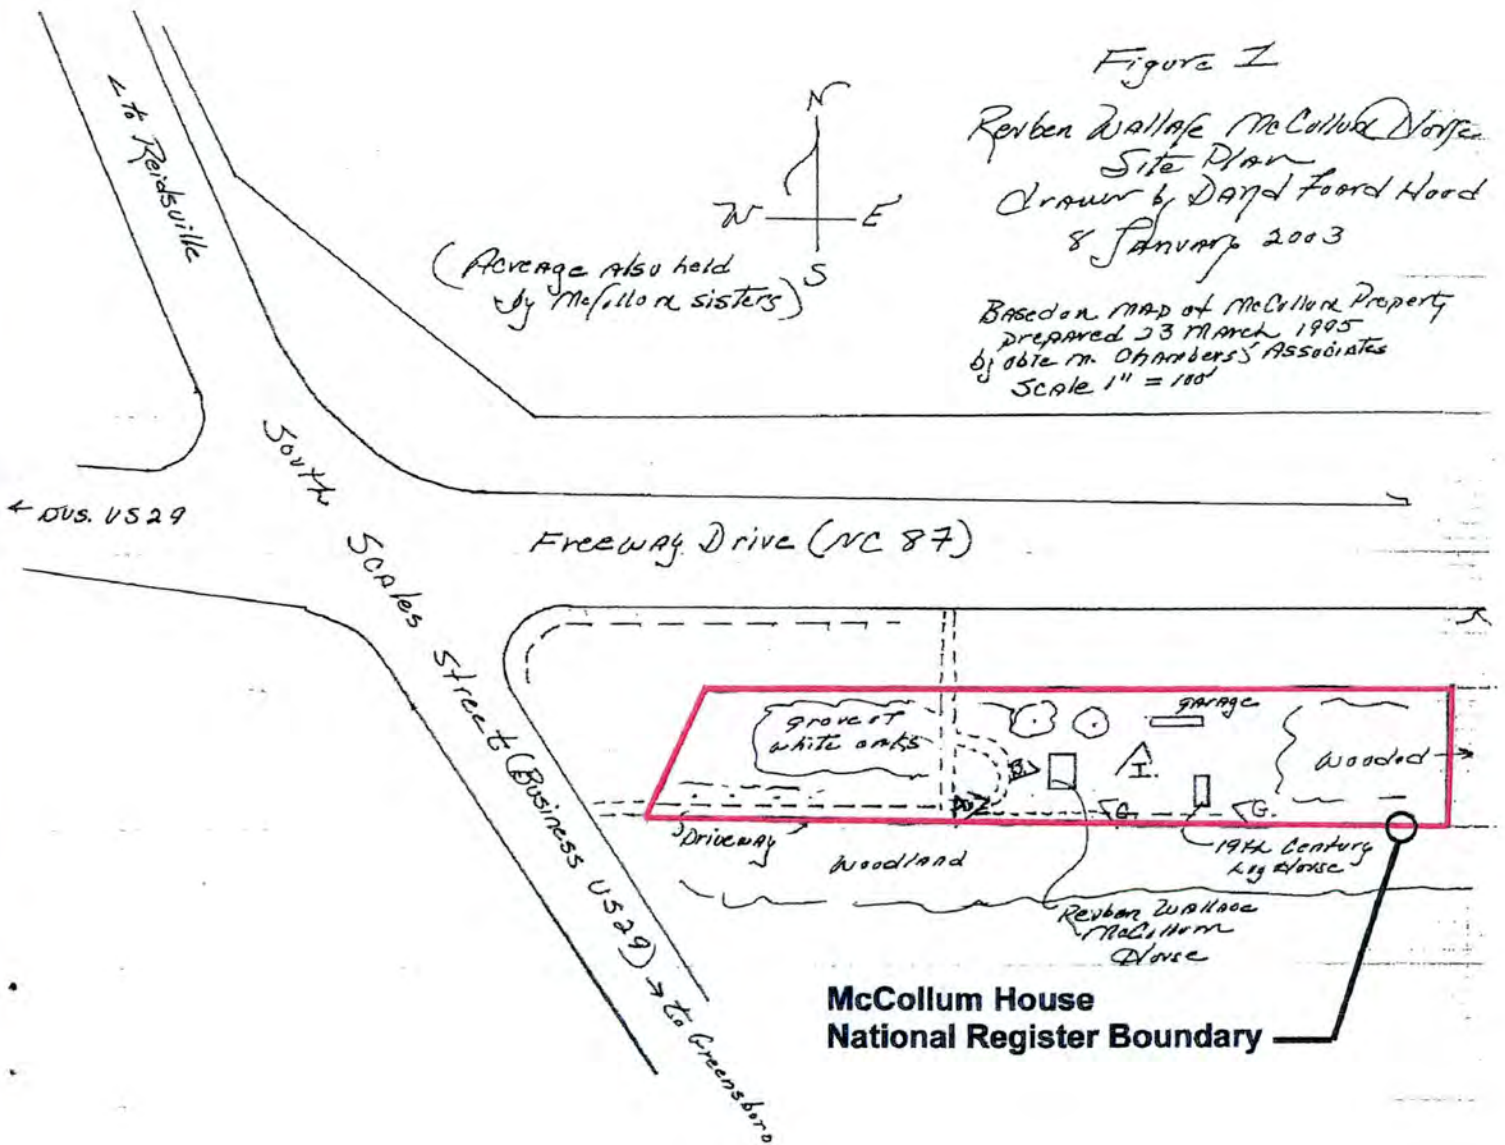 Figure I
Reuben Wallace McCollum House
Site Plan
drawn by Davyd Foard Hood
8 January 2003
Based on map of McCollum Property
prepared 23 March 1995
by M. Chambers' Associates
Scale 1" = 100'
N
W E
S
← to Reidsville
(Acreage also held
by McCollum sisters)
← BUS. US 29
South Scales Street (Business US 29) → to Greensboro
Freeway Drive (NC 87)
grove of
white oaks
garage
Wooded →
B.
I.
G.
G.
Driveway
Woodland
19th Century
Log House
Reuben Wallace
McCollum
House
McCollum House
National Register Boundary